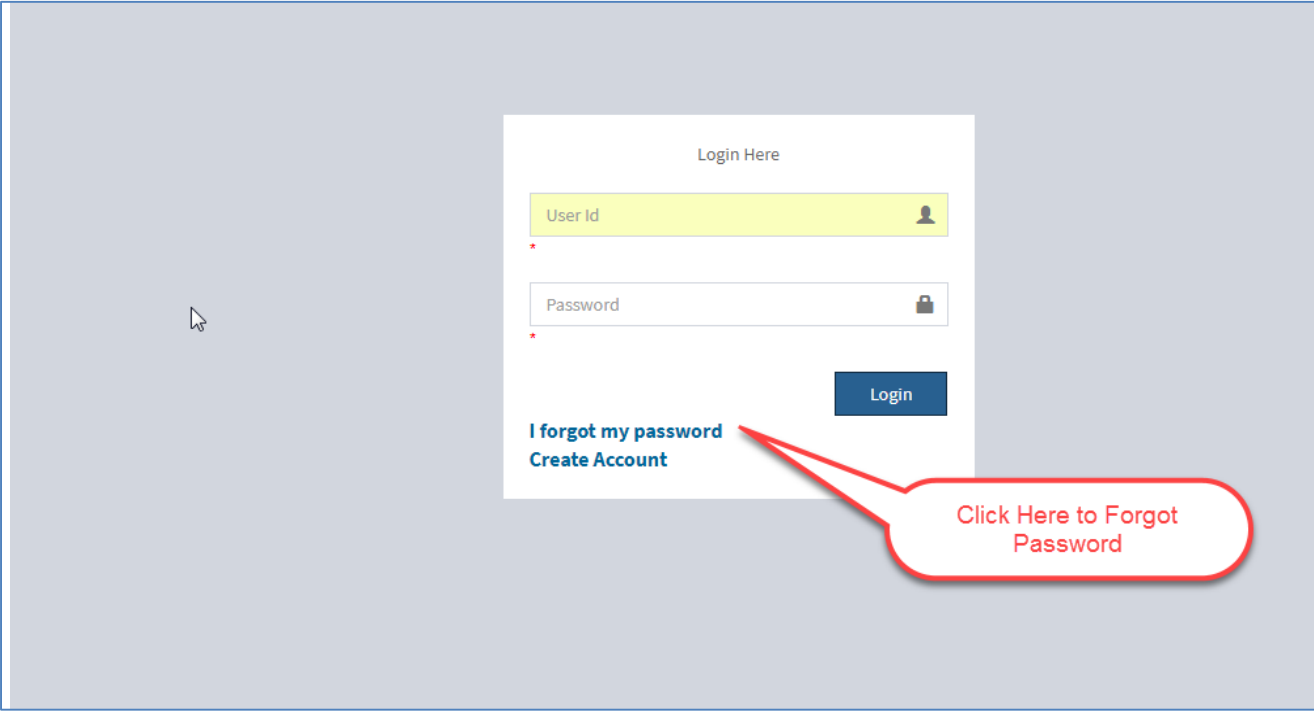 Login Here
User Id
*
Password
*
Login
I forgot my password
Create Account
Click Here to Forgot
Password